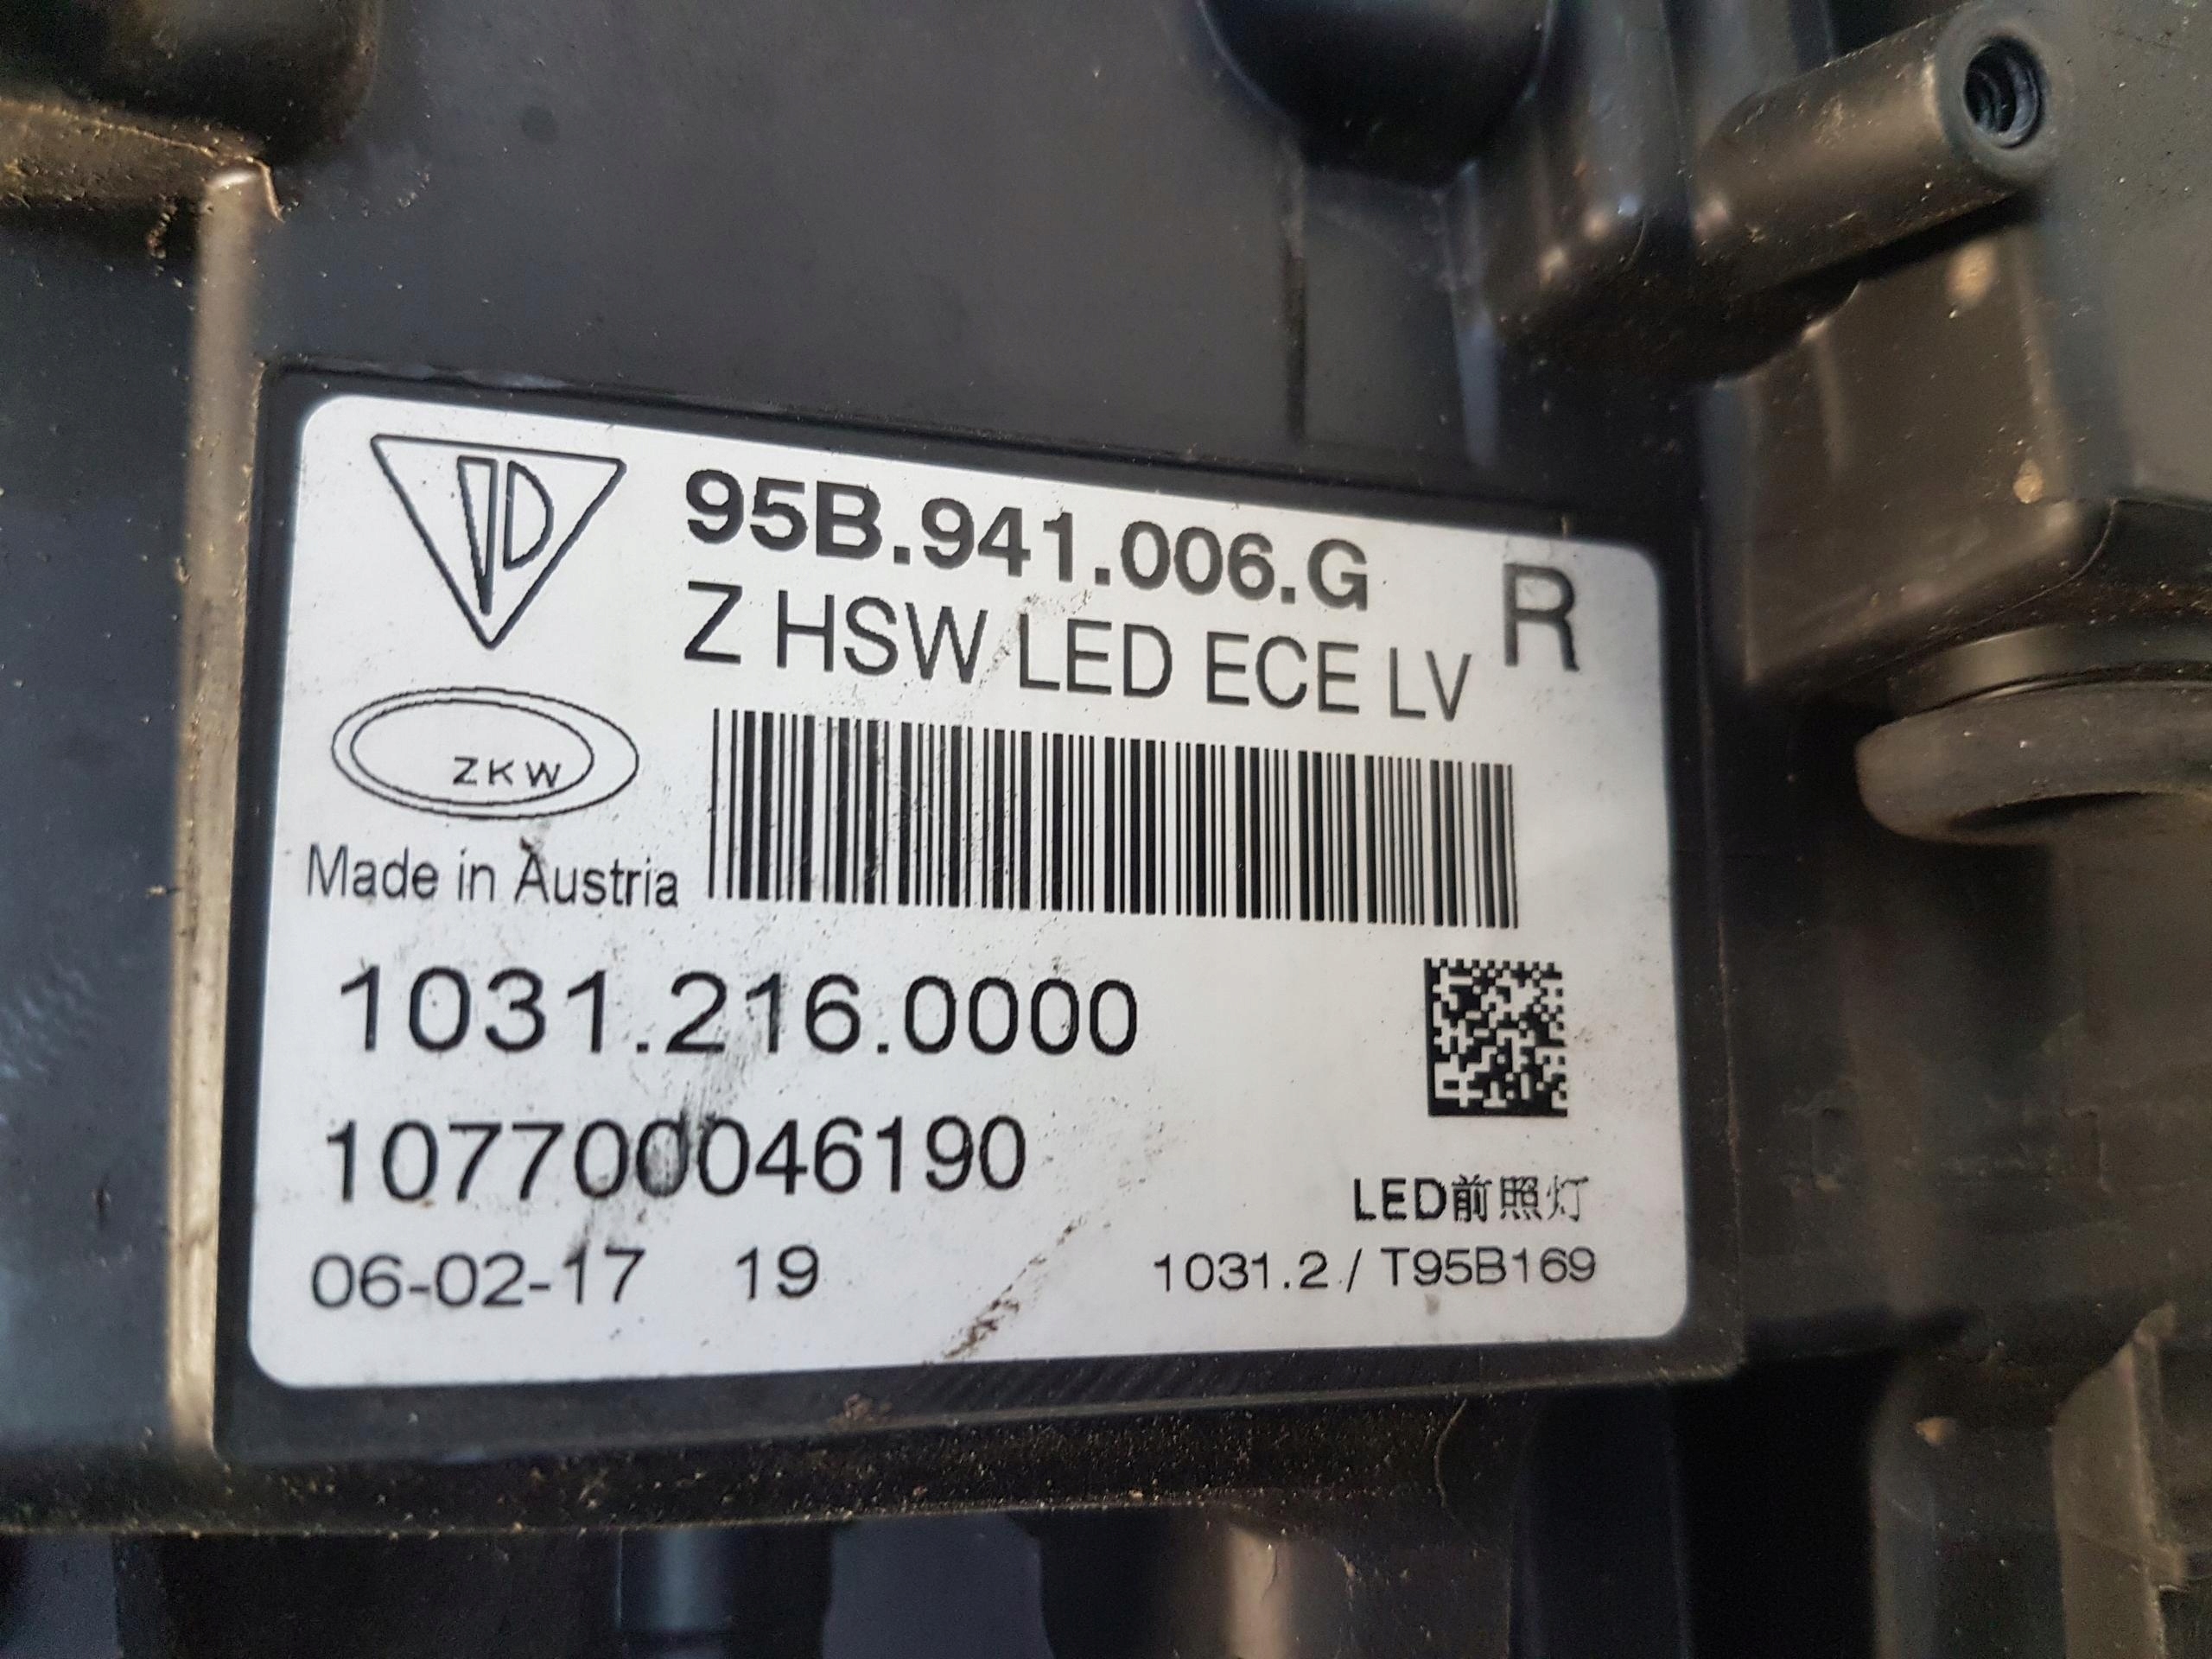 95B.941.006.G
R
Z HSW LED ECE LV
ZKW
Made in Austria
1031.216.0000
107700046190
LED前照灯
06-02-17 19
1031.2 / T95B169